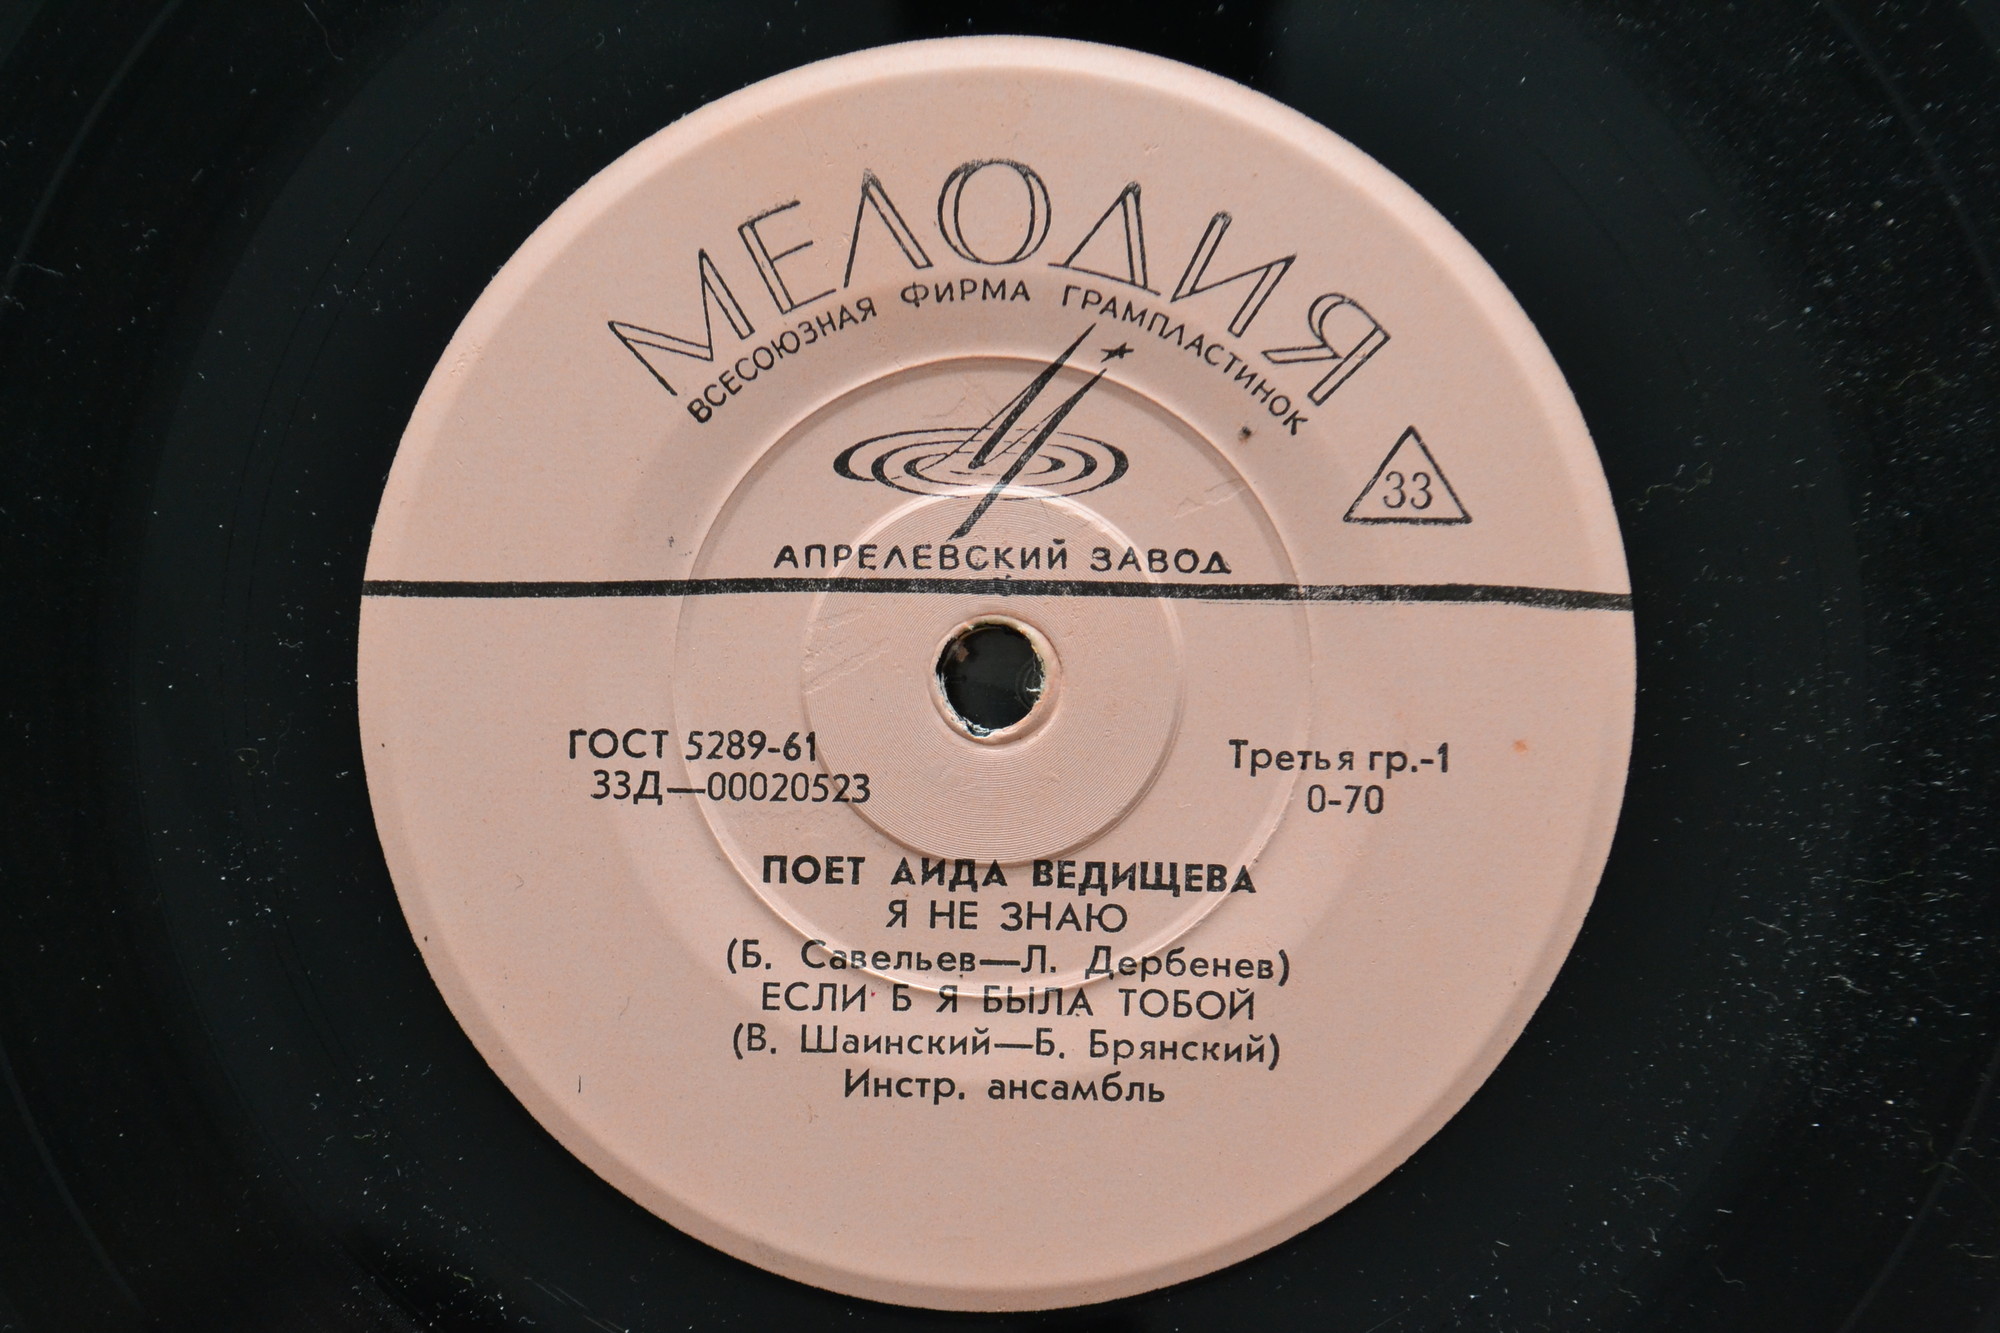 МЕЛОДИЯ
ВСЕСОЮЗНАЯ ФИРМА ГРАМПЛАСТИНОК
33
АПРЕЛЕВСКИЙ ЗАВОД
ГОСТ 5289-61
33Д—00020523
Третья гр.-1
0-70
ПОЕТ АИДА ВЕДИЩЕВА
Я НЕ ЗНАЮ
(Б. Савельев—Л. Дербенев)
ЕСЛИ Б Я БЫЛА ТОБОЙ
(В. Шаинский—Б. Брянский)
Инстр. ансамбль